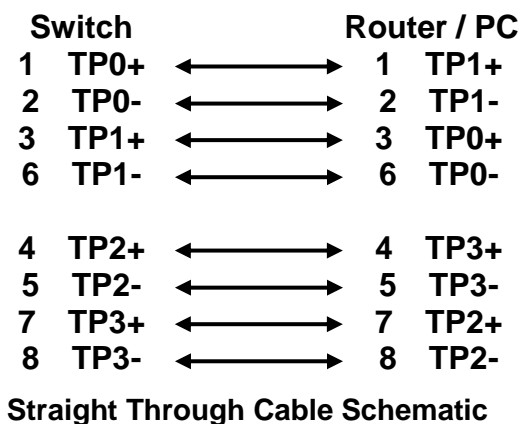 Switch Router / PC
1 TP0+ 1 TP1+
2 TP0- 2 TP1-
3 TP1+ 3 TP0+
6 TP1- 6 TP0-
4 TP2+ 4 TP3+
5 TP2- 5 TP3-
7 TP3+ 7 TP2+
8 TP3- 8 TP2-
Straight Through Cable Schematic